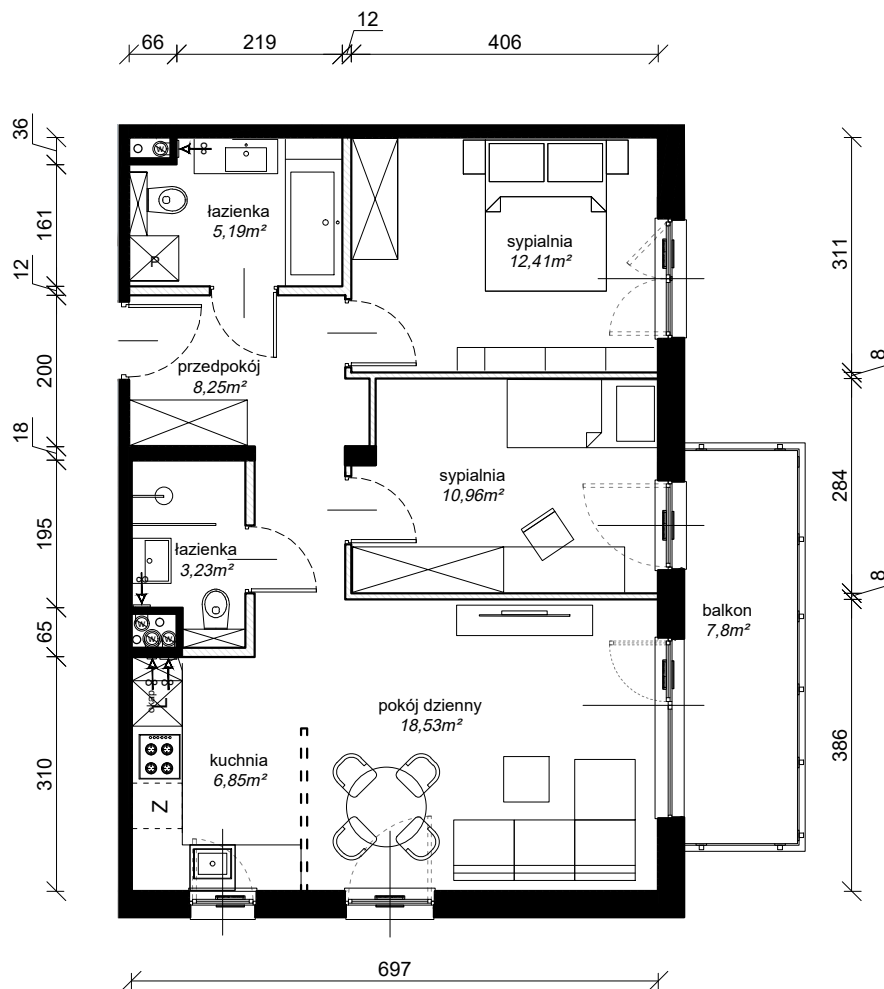 12
66
219
406
36
161
12
200
18
195
65
310
311
8
284
8
386
łazienka
5,19m²
sypialnia
12,41m²
P
przedpokój
8,25m²
sypialnia
10,96m²
łazienka
3,23m²
balkon
7,8m²
okap
L
pokój dzienny
18,53m²
kuchnia
6,85m²
Z
697